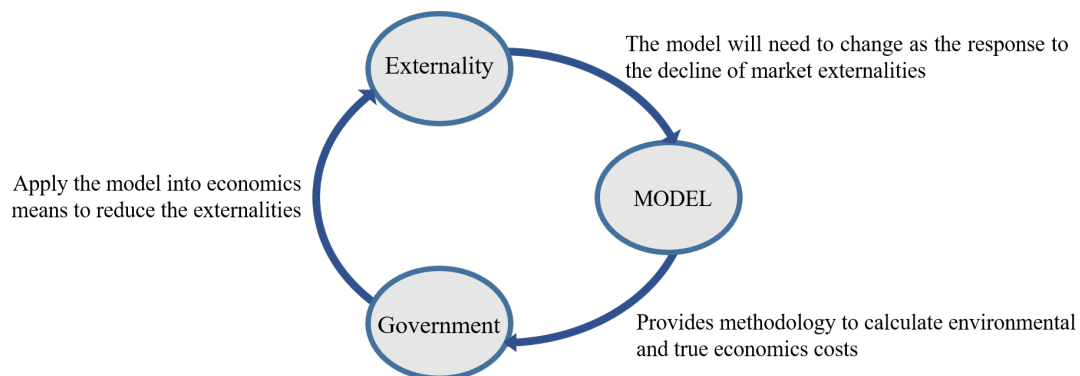 Externality
The model will need to change as the response to
the decline of market externalities
MODEL
Apply the model into economics
means to reduce the externalities
Government
Provides methodology to calculate environmental
and true economics costs